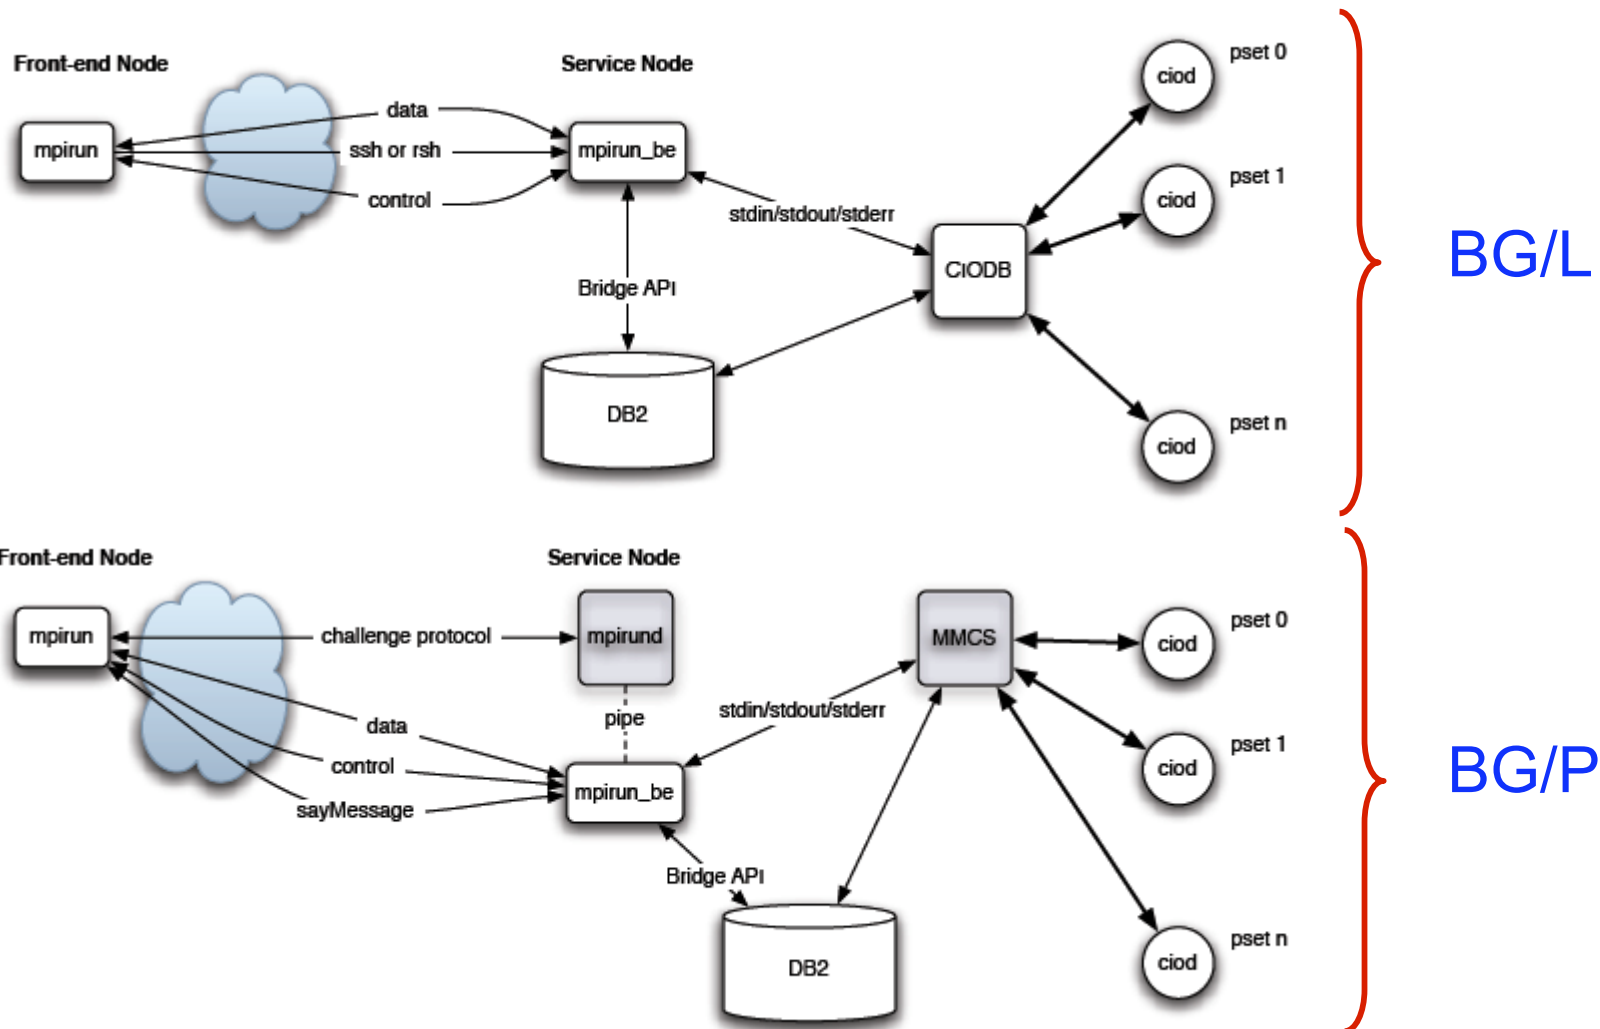 Front-end Node
Service Node
mpirun
data
ssh or rsh
control
mpirun_be
stdin/stdout/stderr
Bridge API
DB2
CIODB
ciod
pset 0
ciod
pset 1
ciod
pset n
BG/L
Front-end Node
Service Node
mpirun
challenge protocol
mpirund
pipe
data
control
sayMessage
mpirun_be
stdin/stdout/stderr
Bridge API
DB2
MMCS
ciod
pset 0
ciod
pset 1
ciod
pset n
BG/P